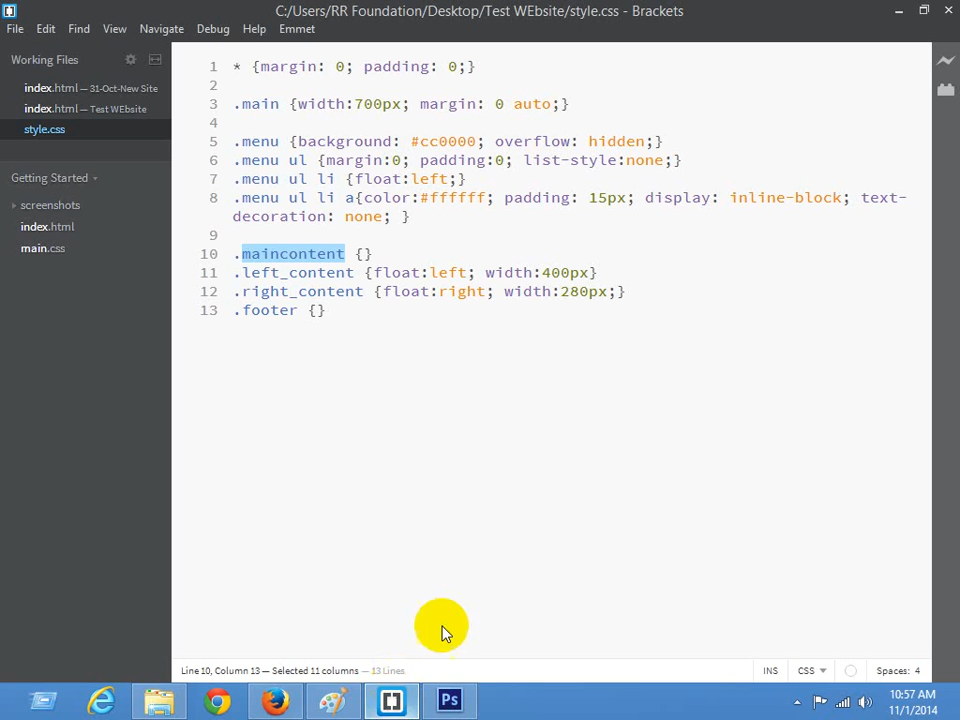 C:/Users/RR Foundation/Desktop/Test WEbsite/style.css - Brackets
File Edit Find View Navigate Debug Help Emmet
Working Files
index.html — 31-Oct-New Site
index.html — Test WEbsite
style.css
Getting Started
screenshots
index.html
main.css
1 * {margin: 0; padding: 0;}
2
3 .main {width:700px; margin: 0 auto;}
4
5 .menu {background: #cc0000; overflow: hidden;}
6 .menu ul {margin:0; padding:0; list-style:none;}
7 .menu ul li {float:left;}
8 .menu ul li a{color:#ffffff; padding: 15px; display: inline-block; text-
decoration: none; }
9
10 .maincontent {}
11 .left_content {float:left; width:400px}
12 .right_content {float:right; width:280px;}
13 .footer {}
Line 10, Column 13 — Selected 11 columns — 13 Lines
INS CSS Spaces: 4
Ps
10:57 AM
11/1/2014